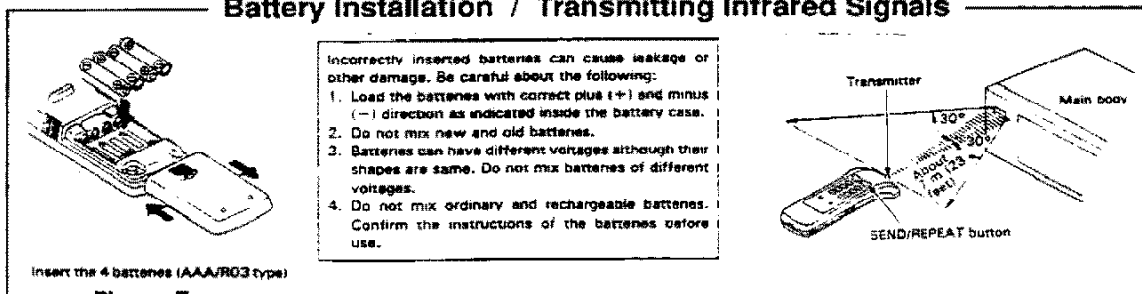 Battery Installation / Transmitting Infrared Signals
Incorrectly inserted batteries can cause leakage or
other damage. Be careful about the following:
1. Load the batteries with correct plus (+) and minus
(−) direction as indicated inside the battery case.
2. Do not mix new and old batteries.
3. Batteries can have different voltages although their
shapes are same. Do not mix batteries of different
voltages.
4. Do not mix ordinary and rechargeable batteries.
Confirm the instructions of the batteries before
use.
Insert the 4 batteries (AAA/R03 type)
Transmitter
Main body
30°
30°
About
7 m (23
feet)
SEND/REPEAT button